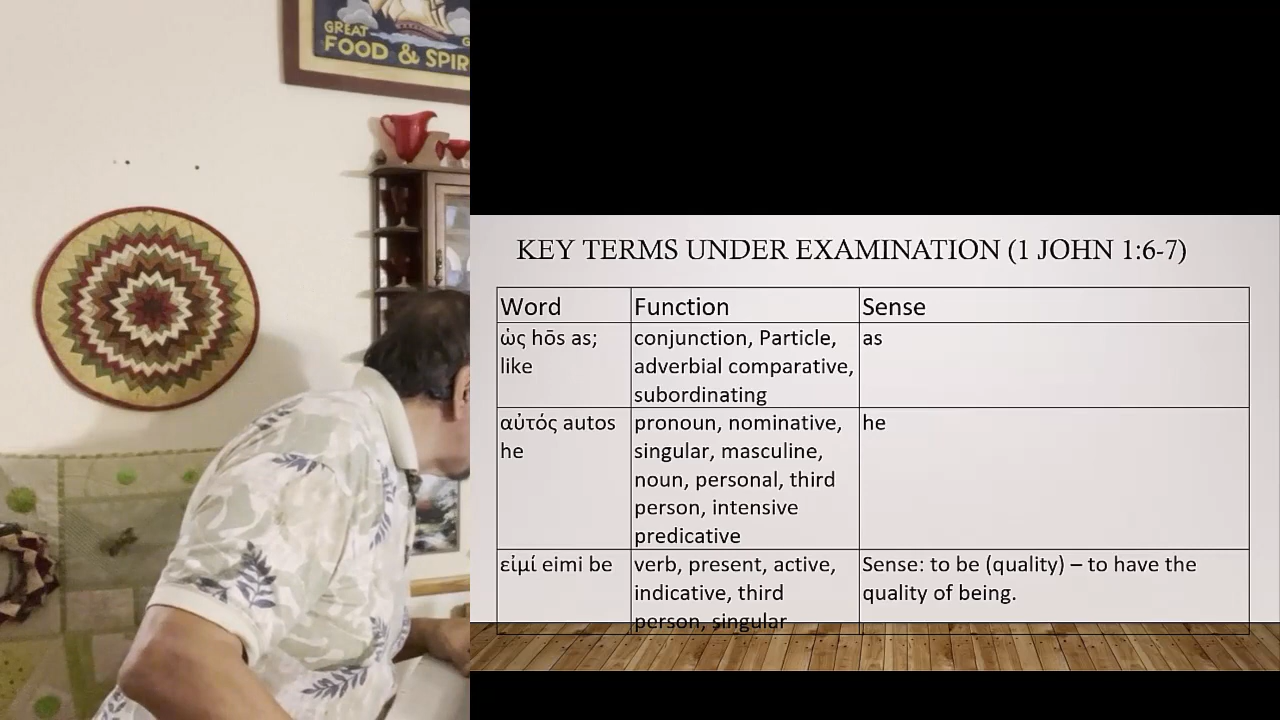 GREAT
FOOD & SPIR
KEY TERMS UNDER EXAMINATION (1 JOHN 1:6-7)
Word Function Sense
ὡς hōs as; conjunction, Particle, as
like adverbial comparative,
subordinating
αὐτός autos pronoun, nominative, he
he singular, masculine,
noun, personal, third
person, intensive
predicative
εἰμί eimi be verb, present, active, Sense: to be (quality) – to have the
indicative, third quality of being.
person, singular